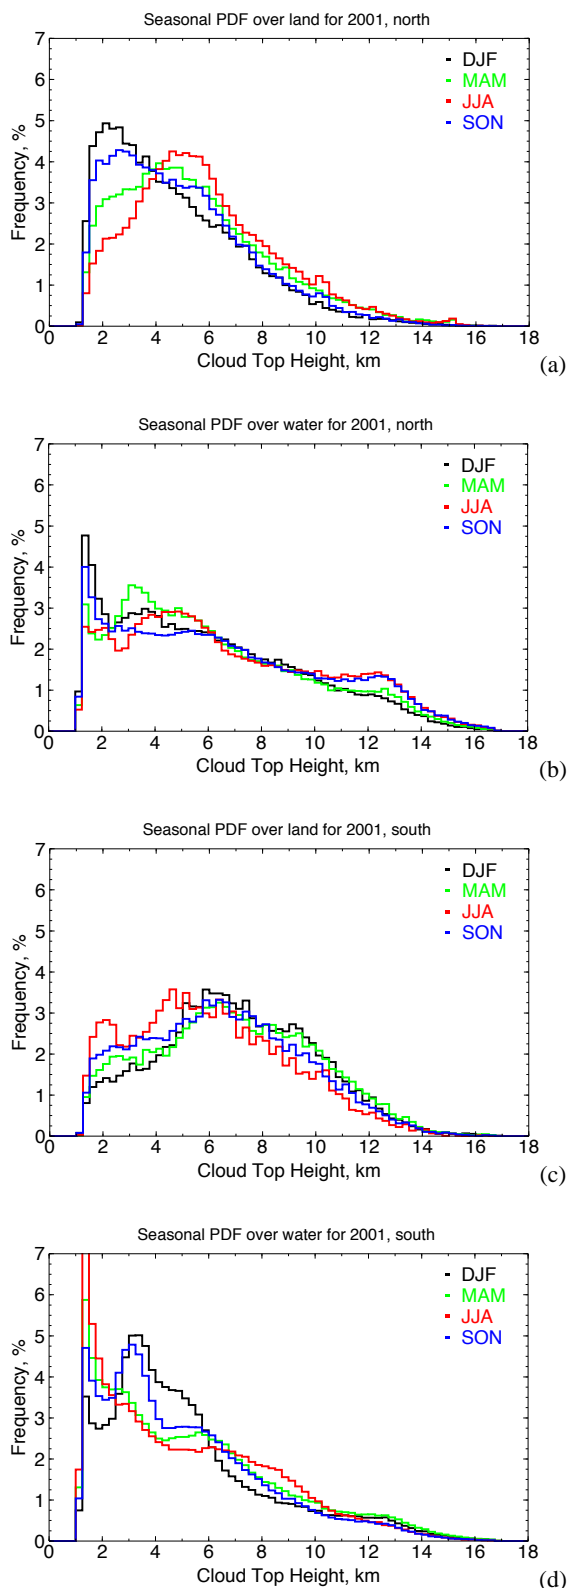 Seasonal PDF over land for 2001, north
7
6
5
4
3
2
1
0
Frequency, %
DJF
MAM
JJA
SON
0 2 4 6 8 10 12 14 16 18
Cloud Top Height, km
(a)
Seasonal PDF over water for 2001, north
7
6
5
4
3
2
1
0
Frequency, %
DJF
MAM
JJA
SON
0 2 4 6 8 10 12 14 16 18
Cloud Top Height, km
(b)
Seasonal PDF over land for 2001, south
7
6
5
4
3
2
1
0
Frequency, %
DJF
MAM
JJA
SON
0 2 4 6 8 10 12 14 16 18
Cloud Top Height, km
(c)
Seasonal PDF over water for 2001, south
7
6
5
4
3
2
1
0
Frequency, %
DJF
MAM
JJA
SON
0 2 4 6 8 10 12 14 16 18
Cloud Top Height, km
(d)